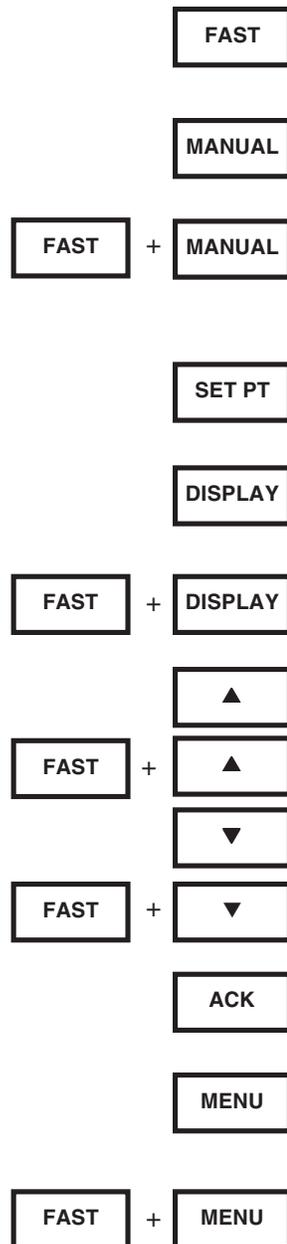 FAST
MANUAL
FAST + MANUAL
SET PT
DISPLAY
FAST + DISPLAY
▲
FAST + ▲
▼
FAST + ▼
ACK
MENU
FAST + MENU